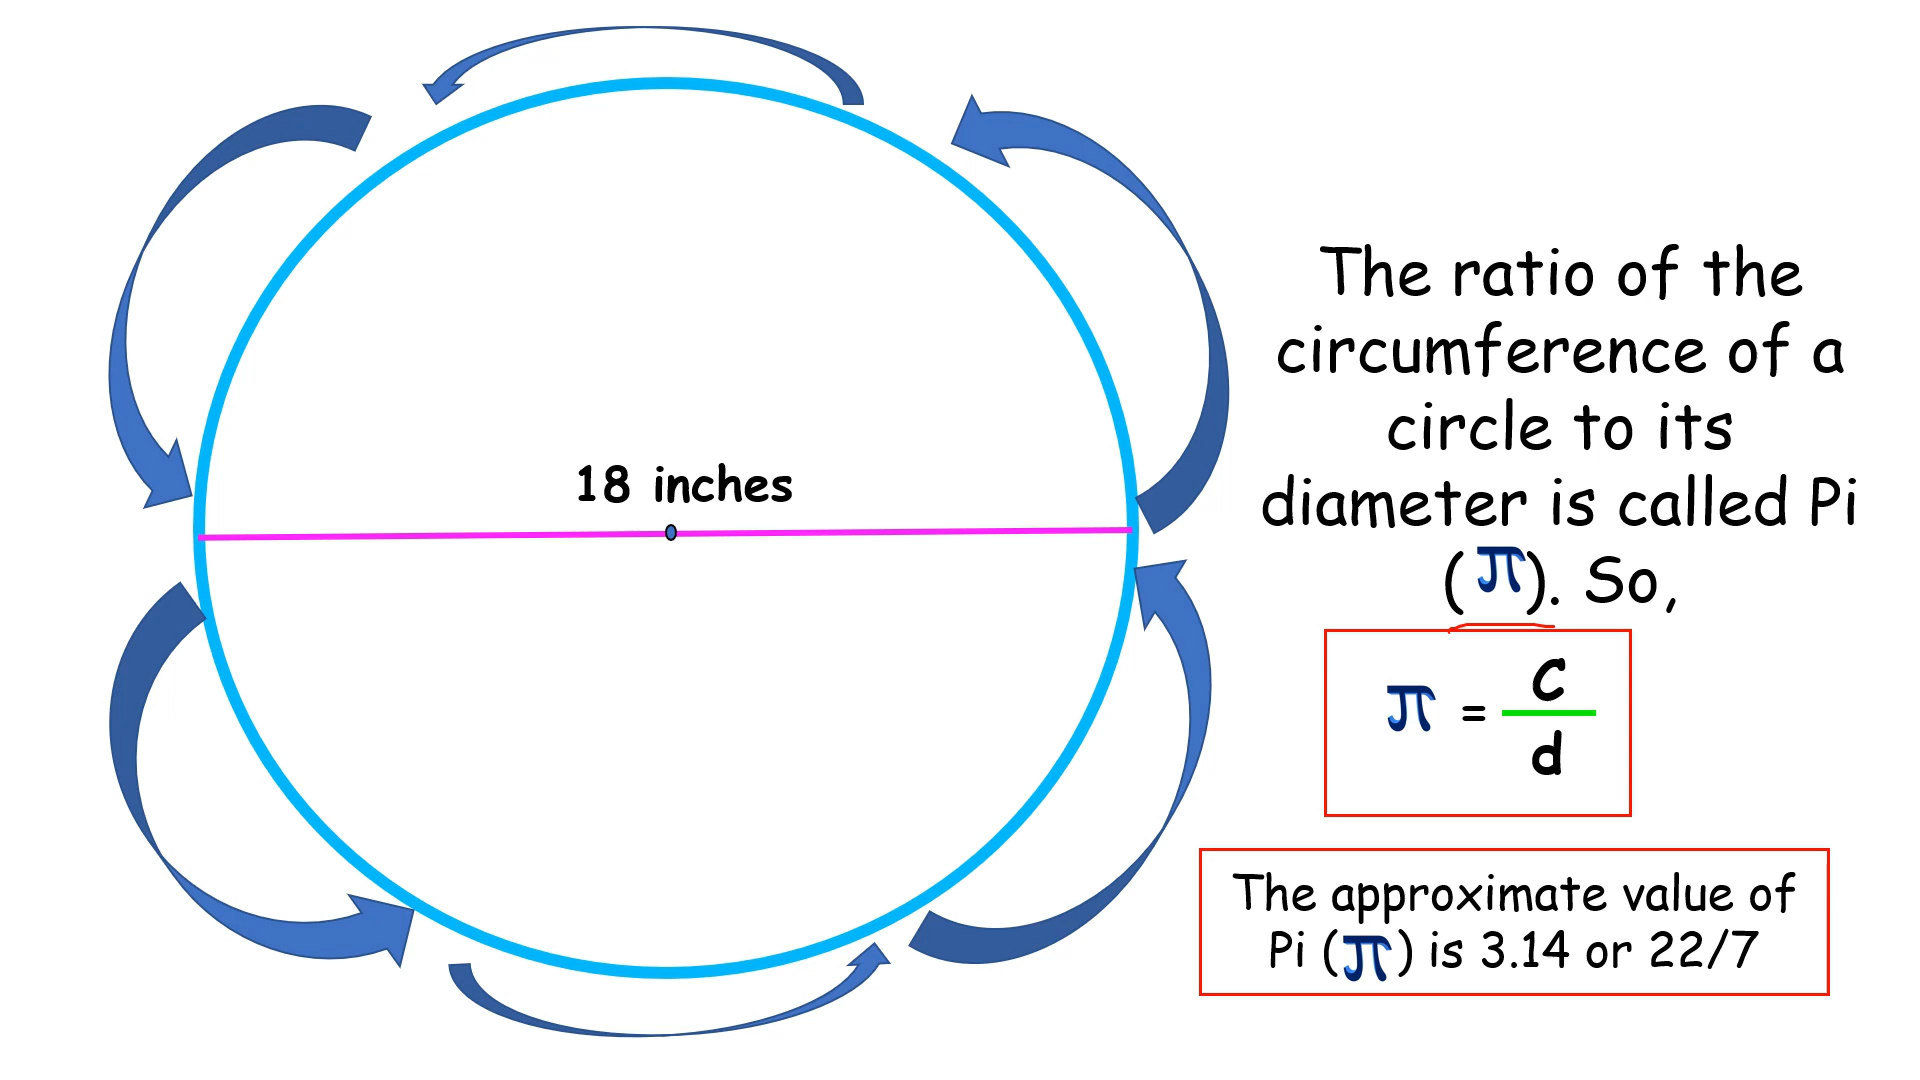 18 inches
The ratio of the
circumference of a
circle to its
diameter is called Pi
(π). So,
π = C
d
The approximate value of
Pi (π) is 3.14 or 22/7